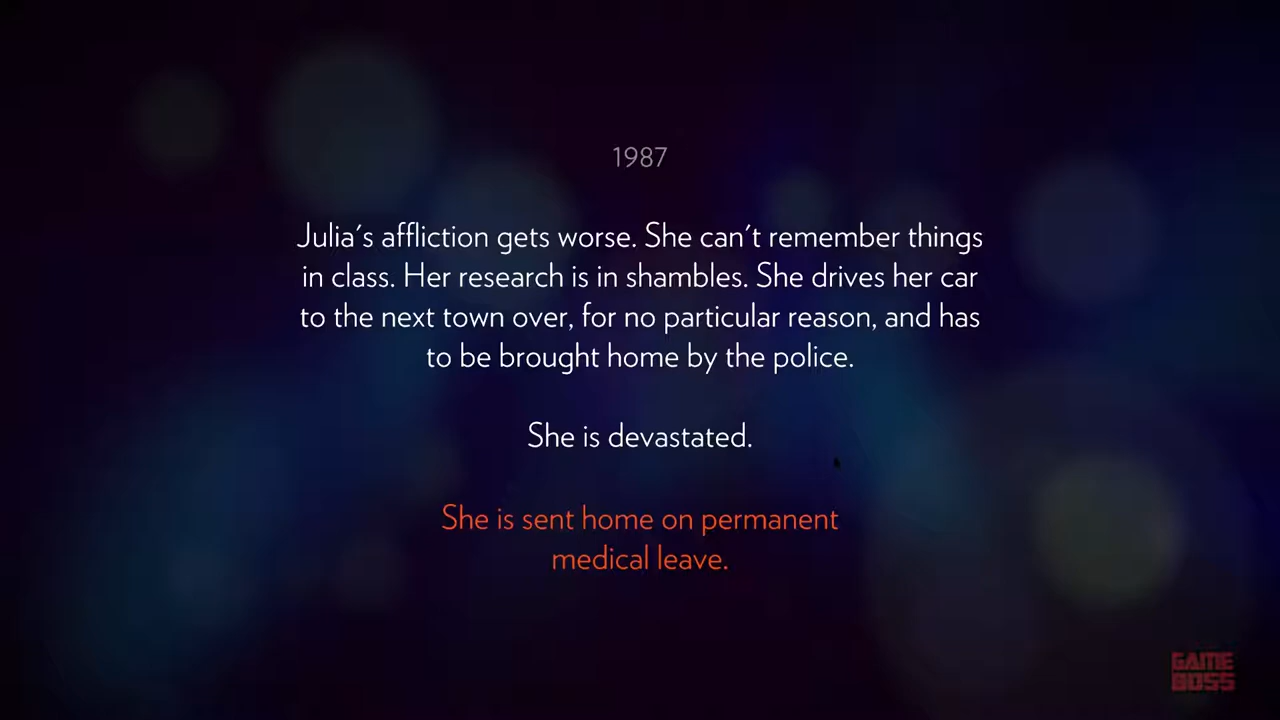 1987
Julia's affliction gets worse. She can't remember things
in class. Her research is in shambles. She drives her car
to the next town over, for no particular reason, and has
to be brought home by the police.
She is devastated.
She is sent home on permanent
medical leave.
GAME
BOSS